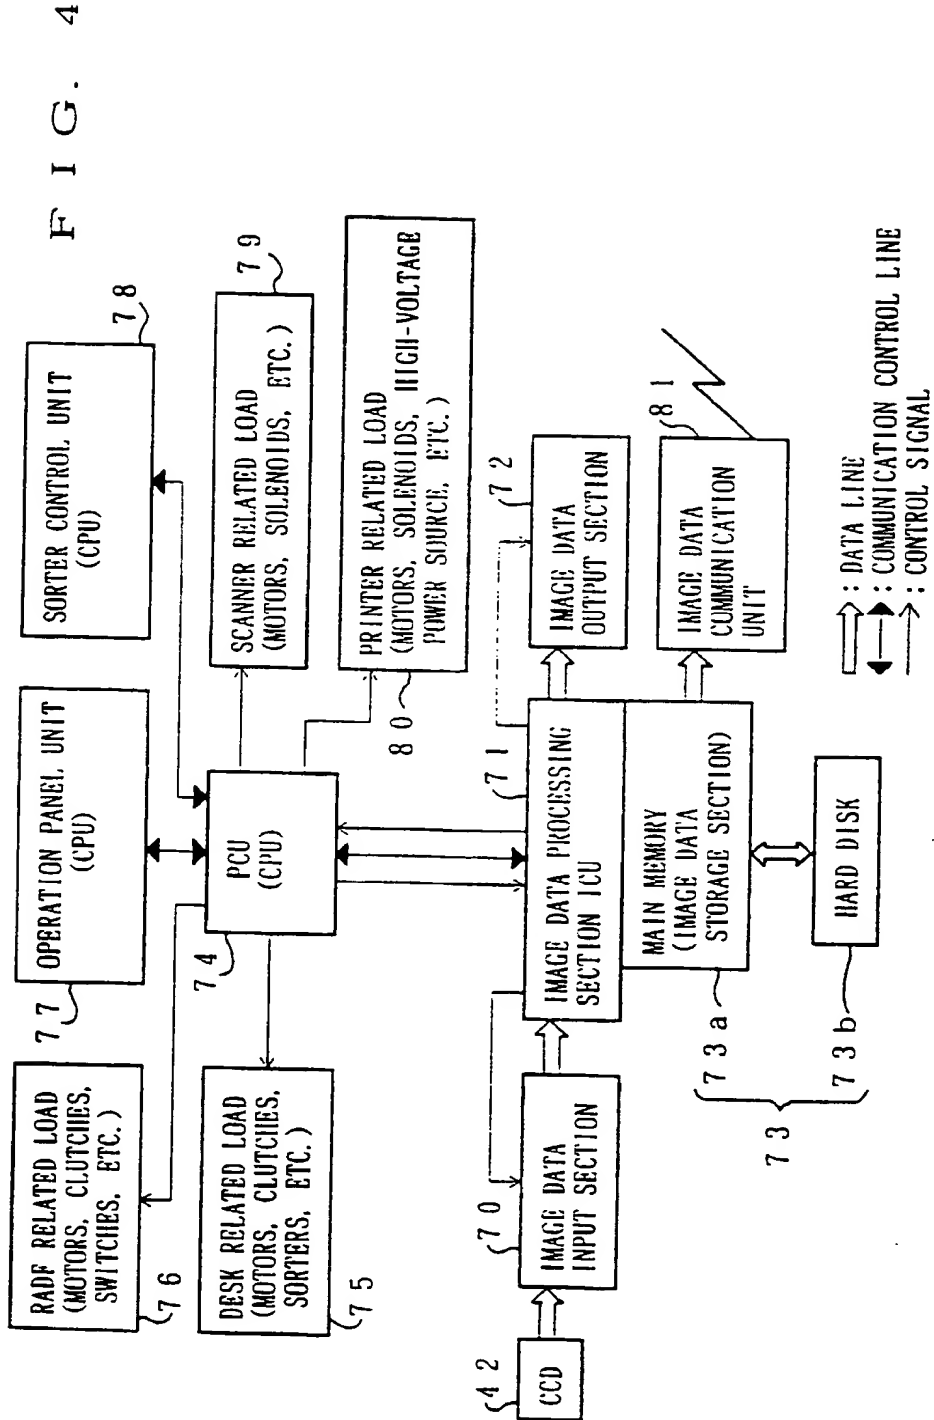 FIG. 4
RADF RELATED LOAD
(MOTORS, CLUTCHES,
SWITCHES, ETC.)
76
OPERATION PANEL UNIT
(CPU)
77
SORTER CONTROL UNIT
(CPU)
78
DESK RELATED LOAD
(MOTORS, CLUTCHES,
SORTERS, ETC.)
75
PCU
(CPU)
74
SCANNER RELATED LOAD
(MOTORS, SOLENOIDS, ETC.)
79
PRINTER RELATED LOAD
(MOTORS, SOLENOIDS, HIGH-VOLTAGE
POWER SOURCE, ETC.)
80
42
CCD
70
IMAGE DATA
INPUT SECTION
71
IMAGE DATA PROCESSING
SECTION ICU
72
IMAGE DATA
OUTPUT SECTION
MAIN MEMORY
(IMAGE DATA
STORAGE SECTION)
73a
81
IMAGE DATA
COMMUNICATION
UNIT
73
73b
HARD DISK
: DATA LINE
: COMMUNICATION CONTROL LINE
: CONTROL SIGNAL